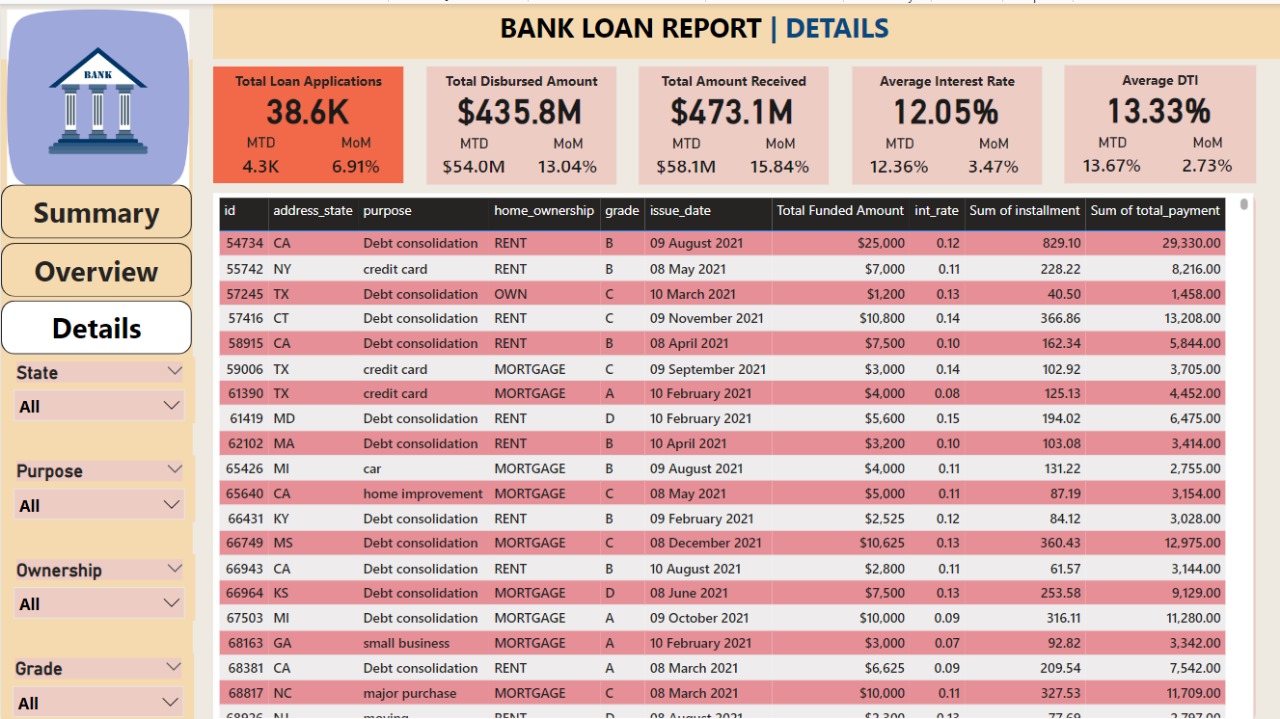 BANK LOAN REPORT | DETAILS
BANK
Total Loan Applications
38.6K
MTD MoM
4.3K 6.91%
Total Disbursed Amount
$435.8M
MTD MoM
$54.0M 13.04%
Total Amount Received
$473.1M
MTD MoM
$58.1M 15.84%
Average Interest Rate
12.05%
MTD MoM
12.36% 3.47%
Average DTI
13.33%
MTD MoM
13.67% 2.73%
Summary
Overview
Details
State
All
Purpose
All
Ownership
All
Grade
All
id address_state purpose home_ownership grade issue_date Total Funded Amount int_rate Sum of installment Sum of total_payment
54734 CA Debt consolidation RENT B 09 August 2021 $25,000 0.12 829.10 29,330.00
55742 NY credit card RENT B 08 May 2021 $7,000 0.11 228.22 8,216.00
57245 TX Debt consolidation OWN C 10 March 2021 $1,200 0.13 40.50 1,458.00
57416 CT Debt consolidation RENT C 09 November 2021 $10,800 0.14 366.86 13,208.00
58915 CA Debt consolidation RENT B 08 April 2021 $7,500 0.10 162.34 5,844.00
59006 TX credit card MORTGAGE C 09 September 2021 $3,000 0.14 102.92 3,705.00
61390 TX credit card MORTGAGE A 10 February 2021 $4,000 0.08 125.13 4,452.00
61419 MD Debt consolidation RENT D 10 February 2021 $5,600 0.15 194.02 6,475.00
62102 MA Debt consolidation RENT B 10 April 2021 $3,200 0.10 103.08 3,414.00
65426 MI car MORTGAGE B 09 August 2021 $4,000 0.11 131.22 2,755.00
65640 CA home improvement MORTGAGE C 08 May 2021 $5,000 0.11 87.19 3,154.00
66431 KY Debt consolidation RENT B 09 February 2021 $2,525 0.12 84.12 3,028.00
66749 MS Debt consolidation MORTGAGE C 08 December 2021 $10,625 0.13 360.43 12,975.00
66943 CA Debt consolidation RENT B 10 August 2021 $2,800 0.11 61.57 3,144.00
66964 KS Debt consolidation MORTGAGE D 08 June 2021 $7,500 0.13 253.58 9,129.00
67503 MI Debt consolidation MORTGAGE A 09 October 2021 $10,000 0.09 316.11 11,280.00
68163 GA small business MORTGAGE A 10 February 2021 $3,000 0.07 92.82 3,342.00
68381 CA Debt consolidation RENT A 08 March 2021 $6,625 0.09 209.54 7,542.00
68817 NC major purchase MORTGAGE C 08 March 2021 $10,000 0.11 327.53 11,709.00